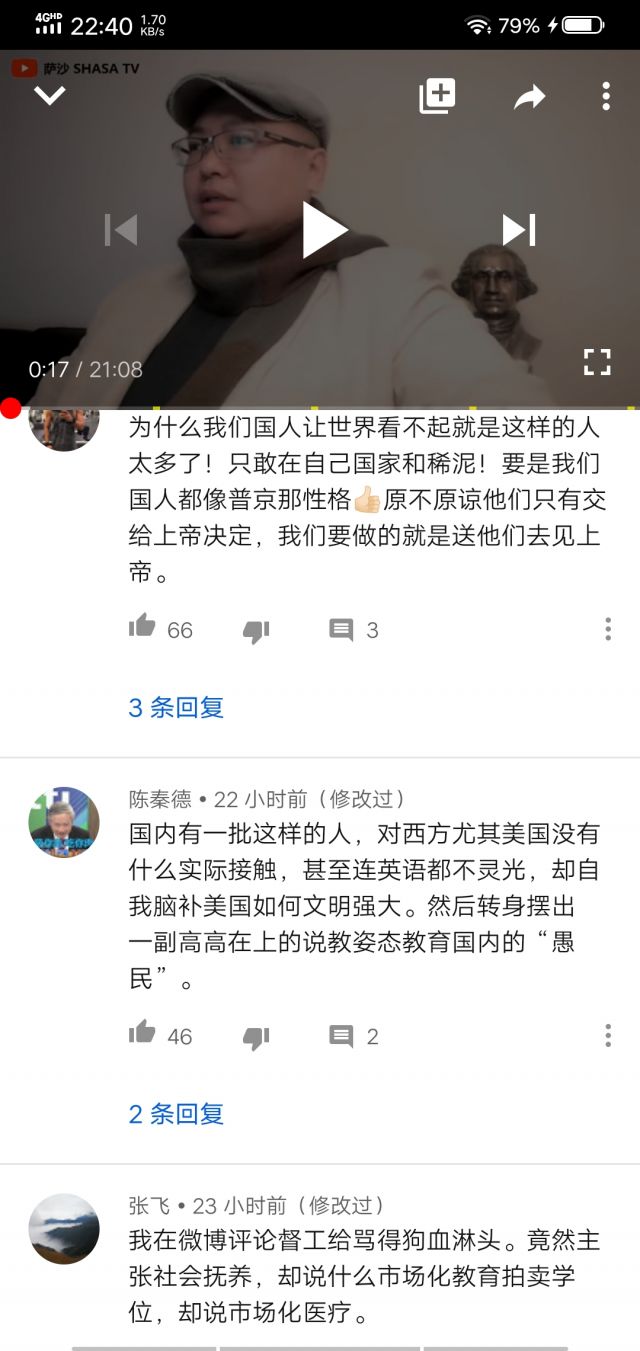 4GHD 22:40 1.70 KB/s 79%
萨沙 SHASA TV
0:17 / 21:08
为什么我们国人让世界看不起就是这样的人
太多了！只敢在自己国家和稀泥！要是我们
国人都像普京那性格👍🏻原不原谅他们只有交
给上帝决定，我们要做的就是送他们去见上
帝。
66 3
3 条回复
陈秦德 • 22 小时前（修改过）
国内有一批这样的人，对西方尤其美国没有
什么实际接触，甚至连英语都不灵光，却自
我脑补美国如何文明强大。然后转身摆出
一副高高在上的说教姿态教育国内的“愚
民”。
46 2
2 条回复
张飞 • 23 小时前（修改过）
我在微博评论督工给骂得狗血淋头。竟然主
张社会抚养，却说什么市场化教育拍卖学
位，却说市场化医疗。